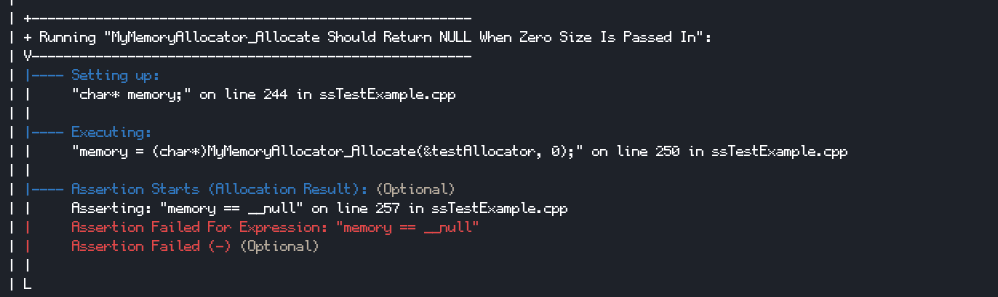 |
| +-------------------------------------------------------
| + Running "MyMemoryAllocator_Allocate Should Return NULL When Zero Size Is Passed In":
| V-------------------------------------------------------
| |---- Setting up:
| |     "char* memory;" on line 244 in ssTestExample.cpp
| |
| |---- Executing:
| |     "memory = (char*)MyMemoryAllocator_Allocate(&testAllocator, 0);" on line 250 in ssTestExample.cpp
| |
| |---- Assertion Starts (Allocation Result): (Optional)
| |     Asserting: "memory == __null" on line 257 in ssTestExample.cpp
| |     Assertion Failed For Expression: "memory == __null"
| |     Assertion Failed (-) (Optional)
| |
| L